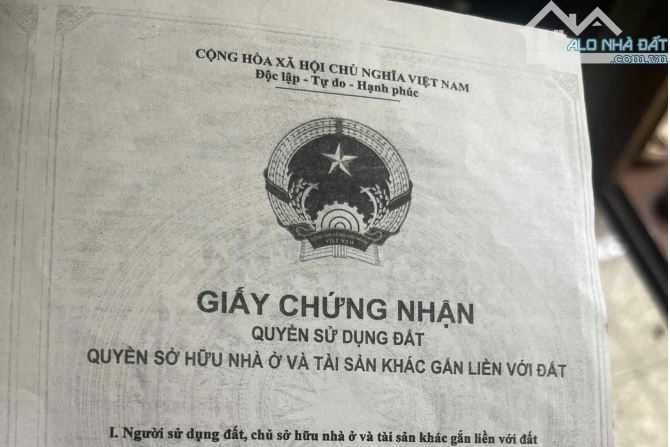 ALO NHÀ ĐẤT
.com.vn
CỘNG HÒA XÃ HỘI CHỦ NGHĨA VIỆT NAM
Độc lập - Tự do - Hạnh phúc
VIỆT NAM
GIẤY CHỨNG NHẬN
QUYỀN SỬ DỤNG ĐẤT
QUYỀN SỞ HỮU NHÀ Ở VÀ TÀI SẢN KHÁC GẮN LIỀN VỚI ĐẤT
I. Người sử dụng đất, chủ sở hữu nhà ở và tài sản khác gắn liền với đất